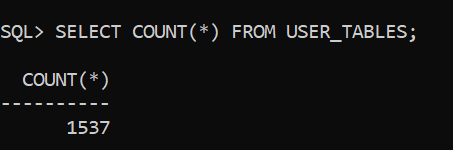 SQL> SELECT COUNT(*) FROM USER_TABLES;
COUNT(*)
----------
1537